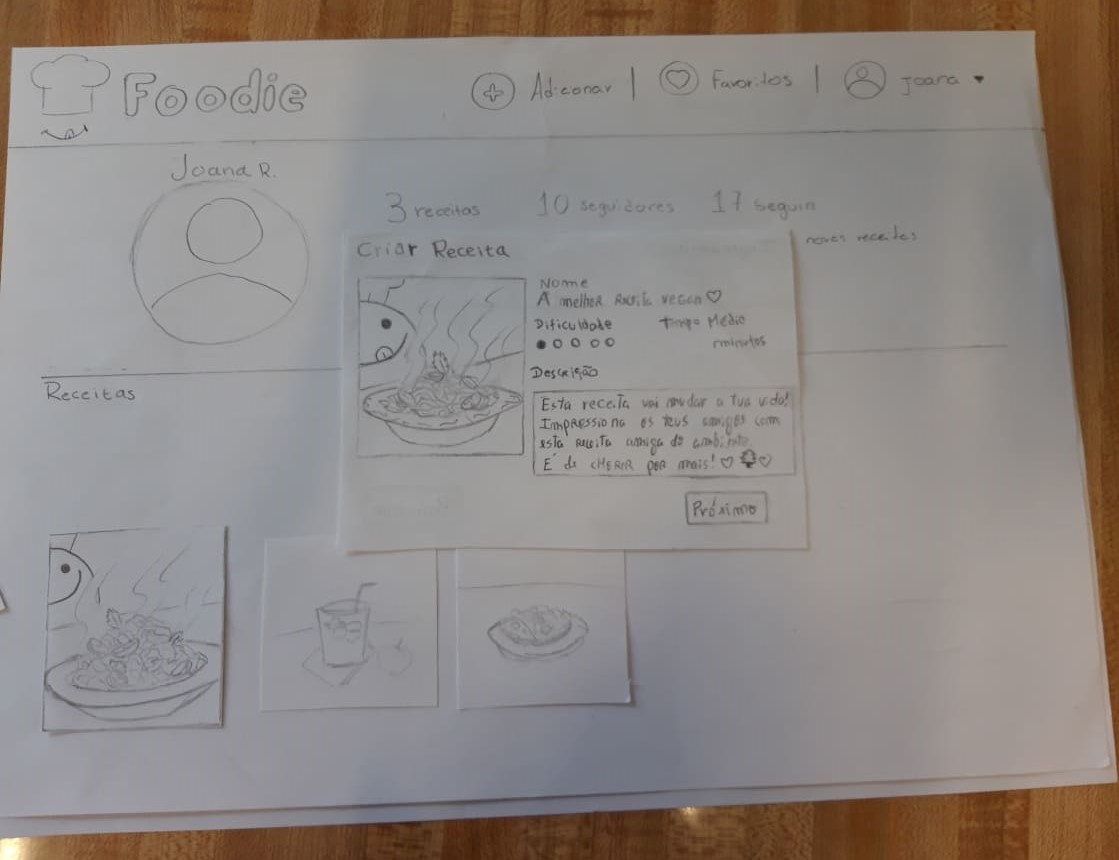 Foodie
Adicionar | Favoritos | Joana
Joana R.
3 receitas 10 seguidores 17 seguin
novas receitas
Criar Receita
Nome
A melhor Receita vegan
Dificuldade Tempo Médio
minutos
Descrição
Esta receita vai mudar a tua vida!
Impressiona os teus amigos com
esta receita amiga do ambiente.
É de CHERAR por mais!
Próximo
Receitas